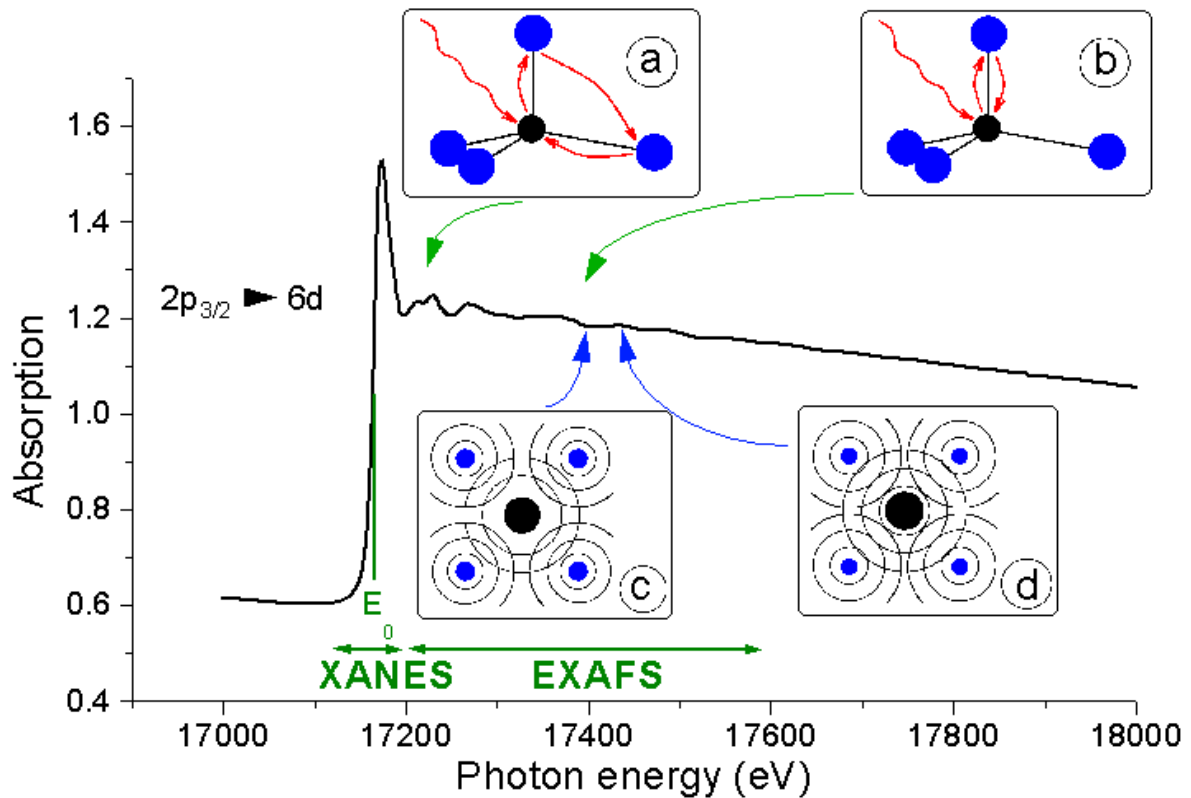 a
b
1.6
1.4
2p3/2 ► 6d
1.2
Absorption
1.0
0.8
c
d
0.6
E0
XANES
EXAFS
0.4
17000
17200
17400
17600
17800
18000
Photon energy (eV)